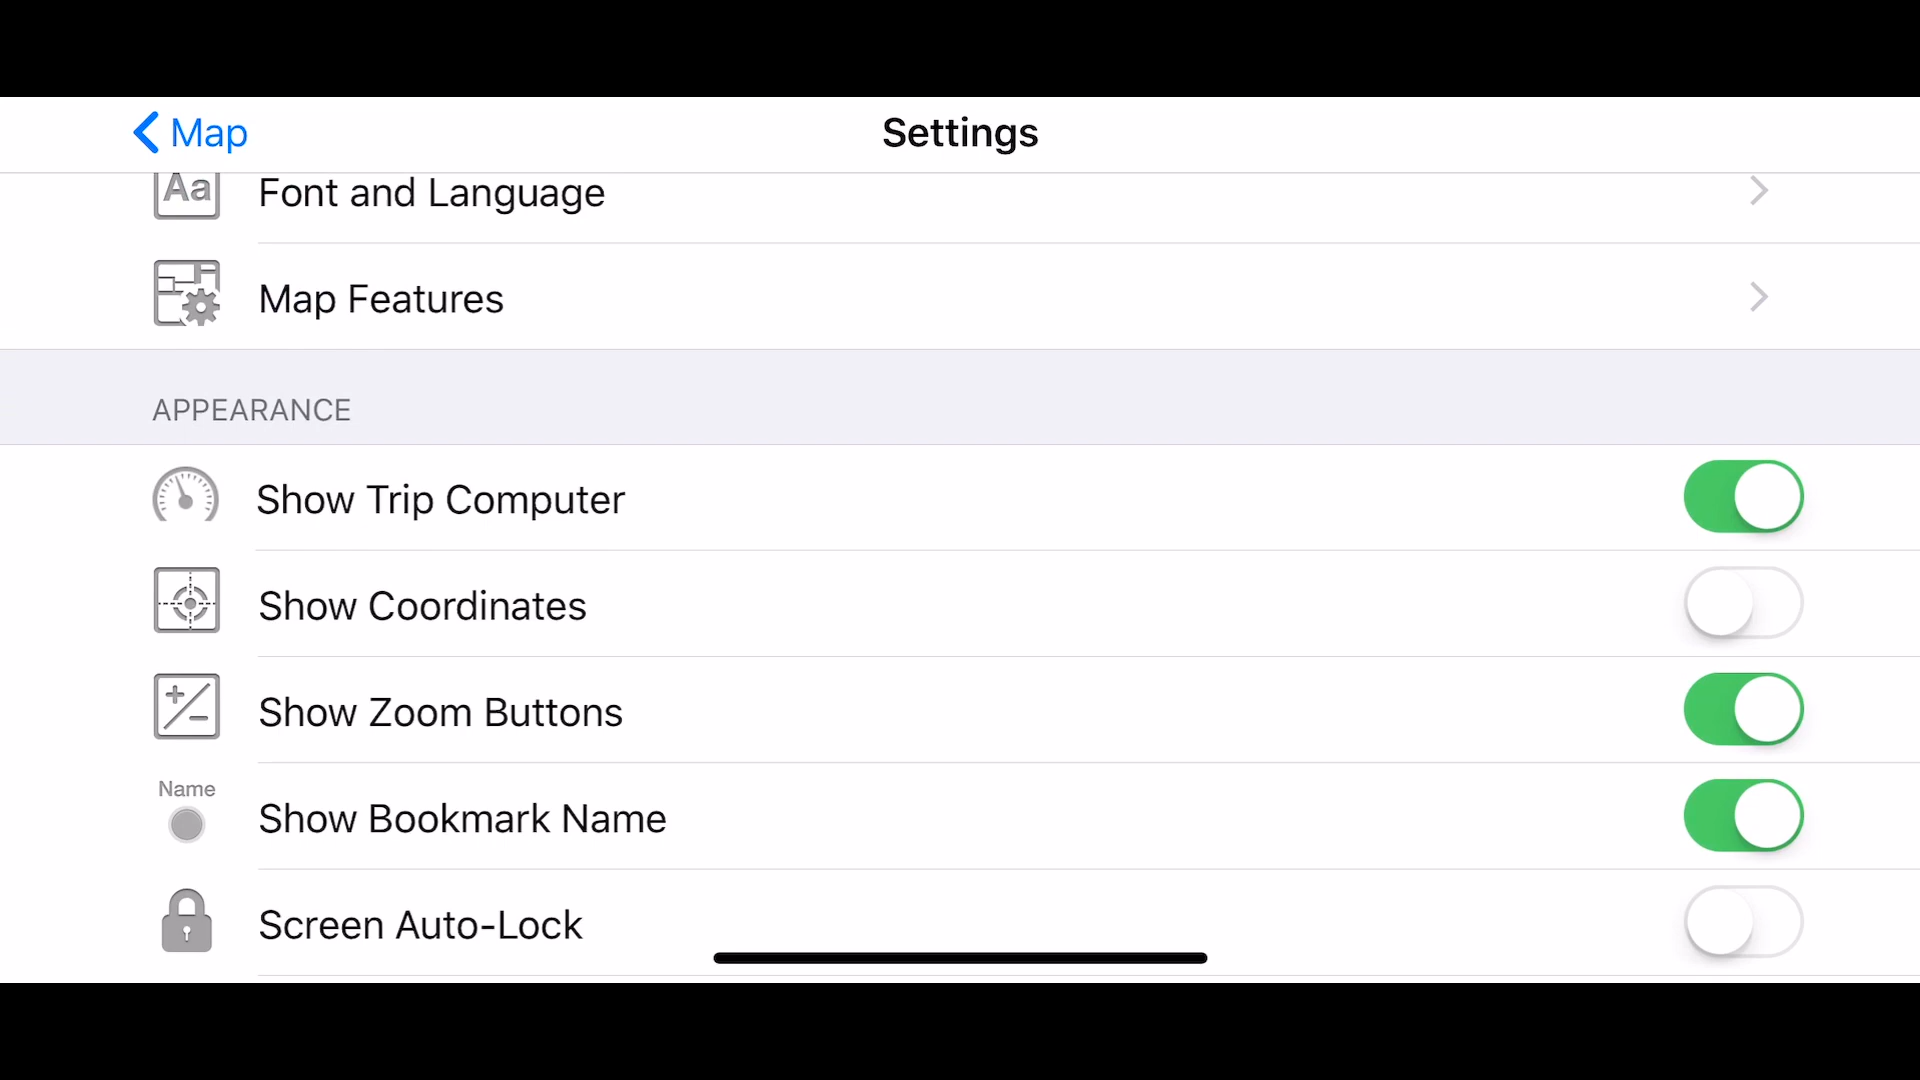 Map
Settings
Aa
Font and Language
Map Features
APPEARANCE
Show Trip Computer
Show Coordinates
Show Zoom Buttons
Name
Show Bookmark Name
Screen Auto-Lock